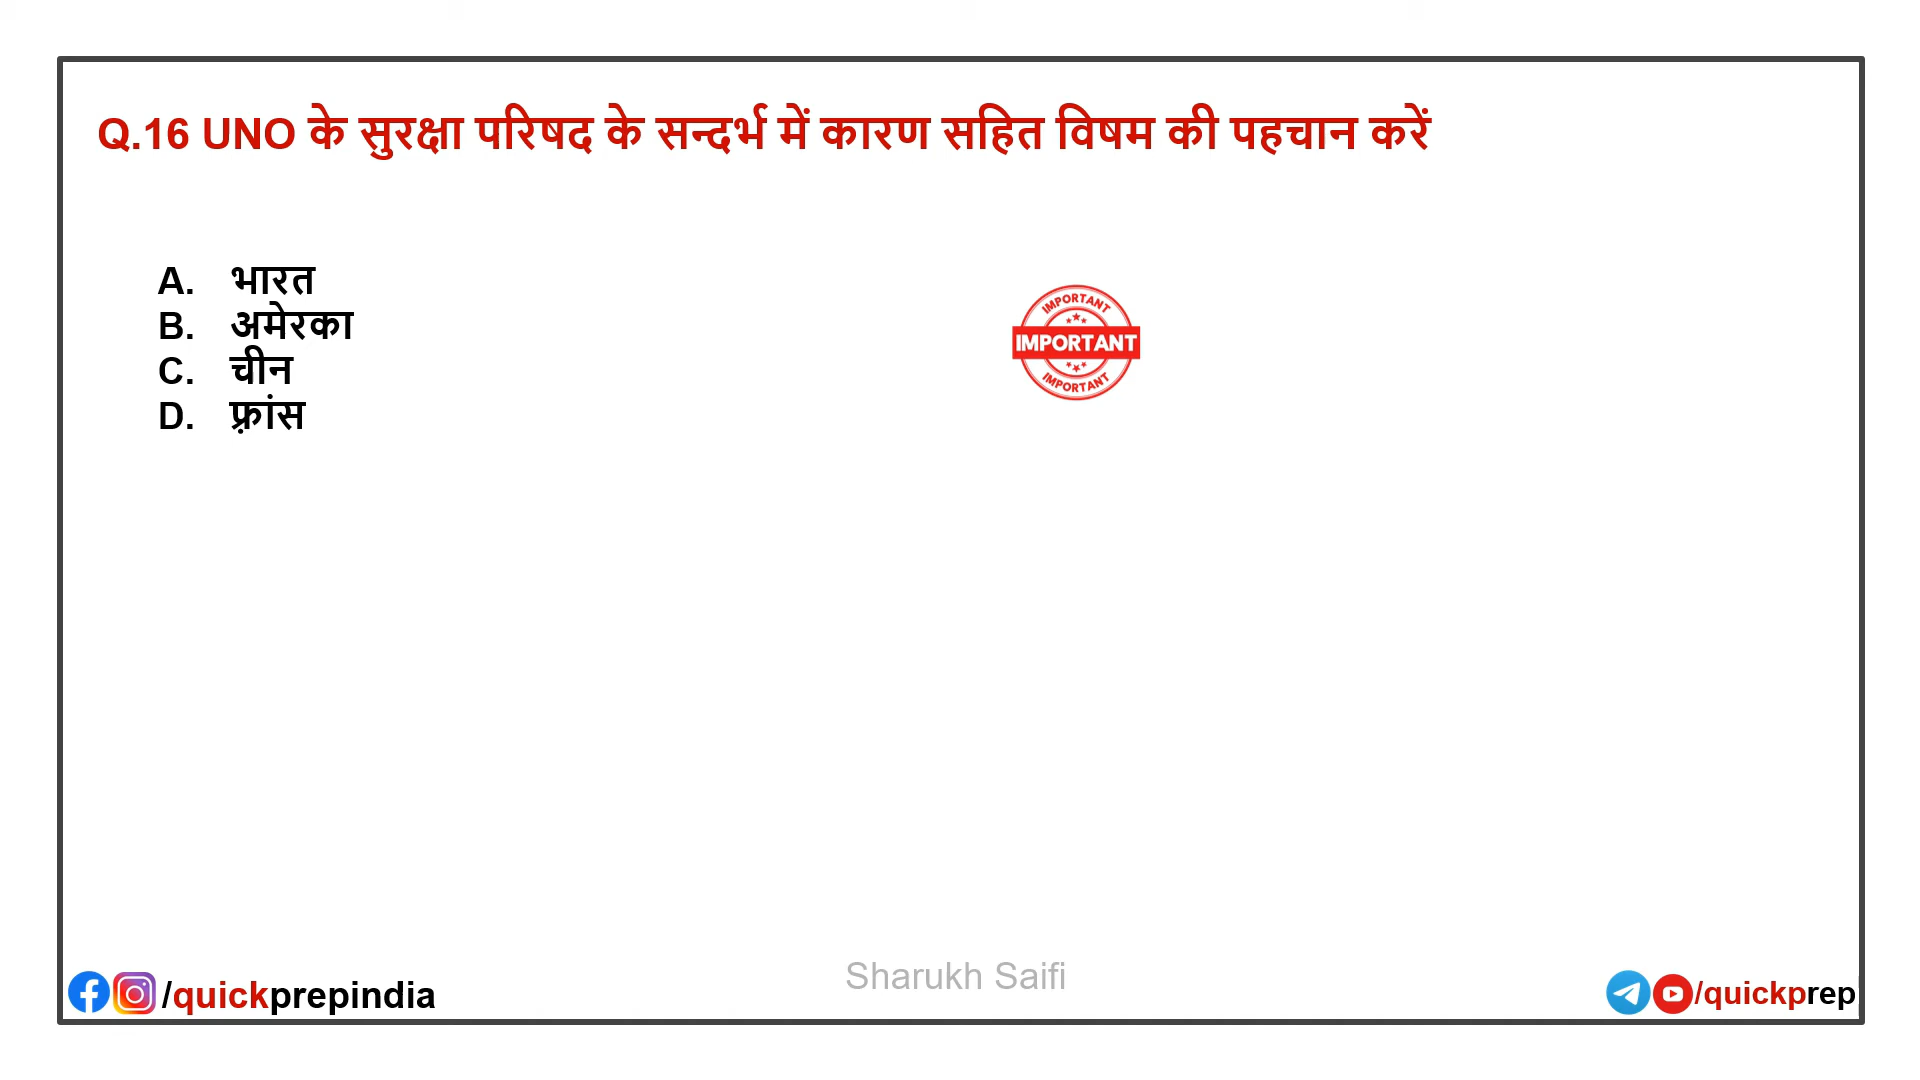 Q.16 UNO के सुरक्षा परिषद के सन्दर्भ में कारण सहित विषम की पहचान करें
A. भारत
B. अमेरका
C. चीन
D. फ़्रांस
IMPORTANT
IMPORTANT
IMPORTANT
Sharukh Saifi
/quickprepindia
/quickprep